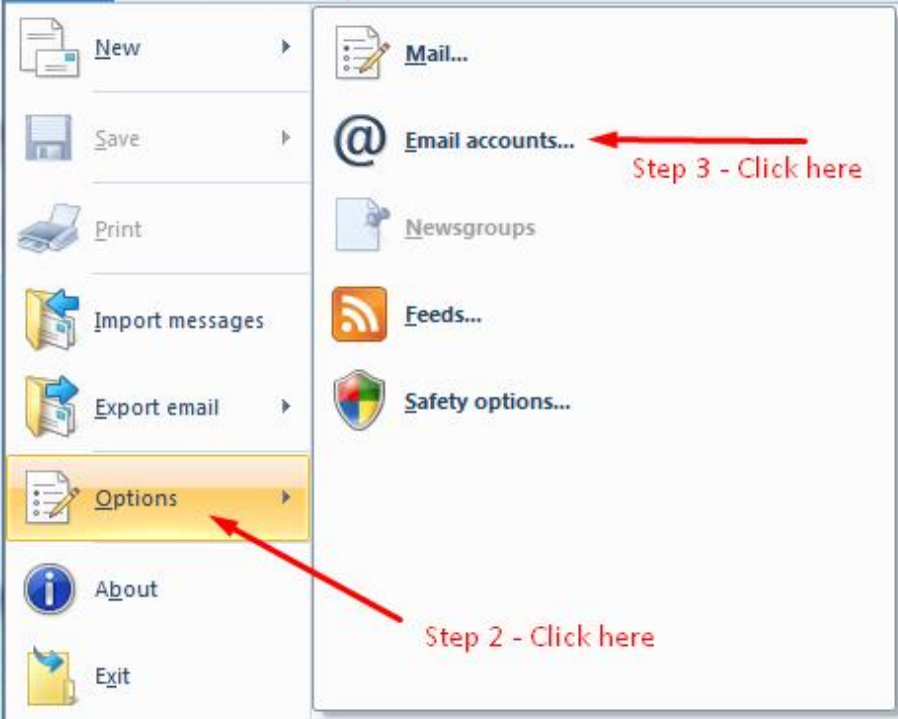 New
Save
Print
Import messages
Export email
Options
About
Exit
Mail...
Email accounts...
Step 3 - Click here
Newsgroups
Feeds...
Safety options...
Step 2 - Click here